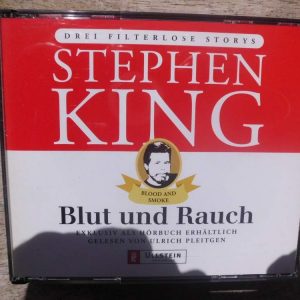 DREI FILTERLOSE STORYS
STEPHEN
KING
BLOOD AND
SMOKE
Blut und Rauch
EXKLUSIV ALS HÖRBUCH ERHÄLTLICH
GELESEN VON ULRICH PLEITGEN
ULLSTEIN